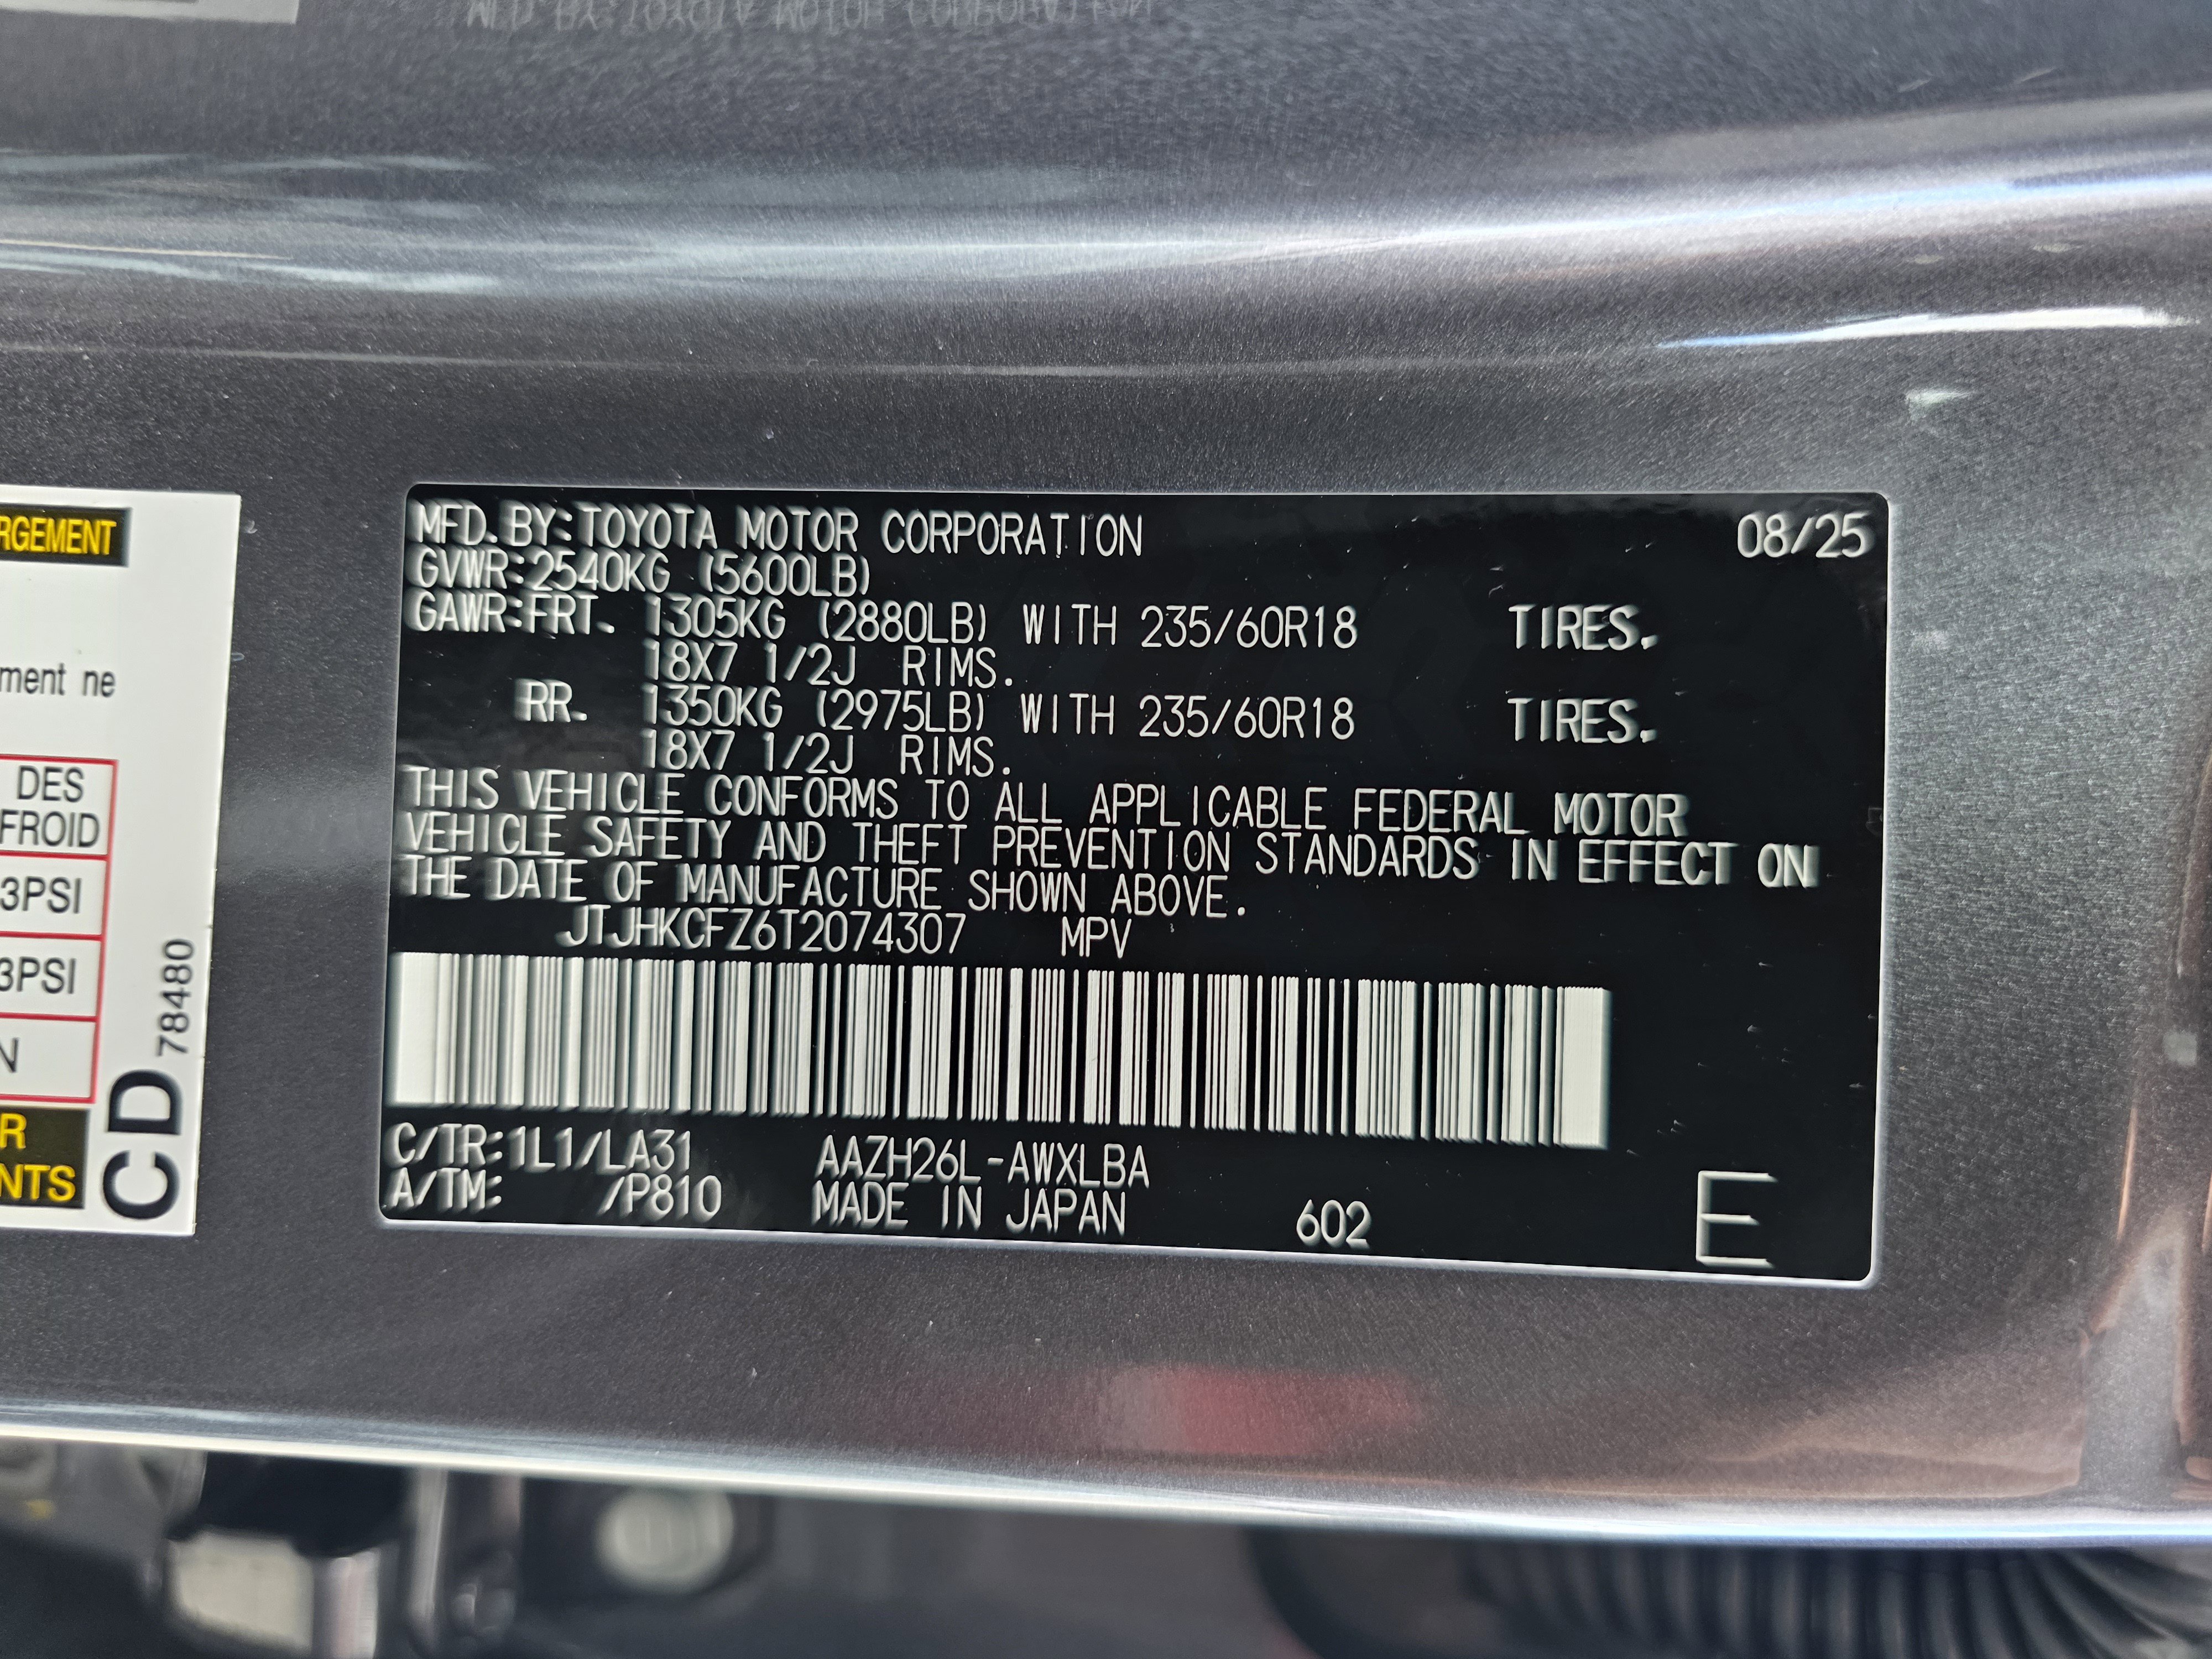 RGEMENT
ment ne
DES
FROID
3PSI
3PSI
N
R
NTS
CD 78480
MFD.BY:TOYOTA MOTOR CORPORATION 08/25
GVWR:2540KG (5600LB)
GAWR:FRT. 1305KG (2880LB) WITH 235/60R18 TIRES.
18X7 1/2J RIMS.
RR. 1350KG (2975LB) WITH 235/60R18 TIRES.
18X7 1/2J RIMS.
THIS VEHICLE CONFORMS TO ALL APPLICABLE FEDERAL MOTOR
VEHICLE SAFETY AND THEFT PREVENTION STANDARDS IN EFFECT ON
THE DATE OF MANUFACTURE SHOWN ABOVE.
JTJHKCFZ6T2074307 MPV
C/TR:1L1/LA31 AAZH26L-AWXLBA
A/TM: /P810 MADE IN JAPAN 602 E